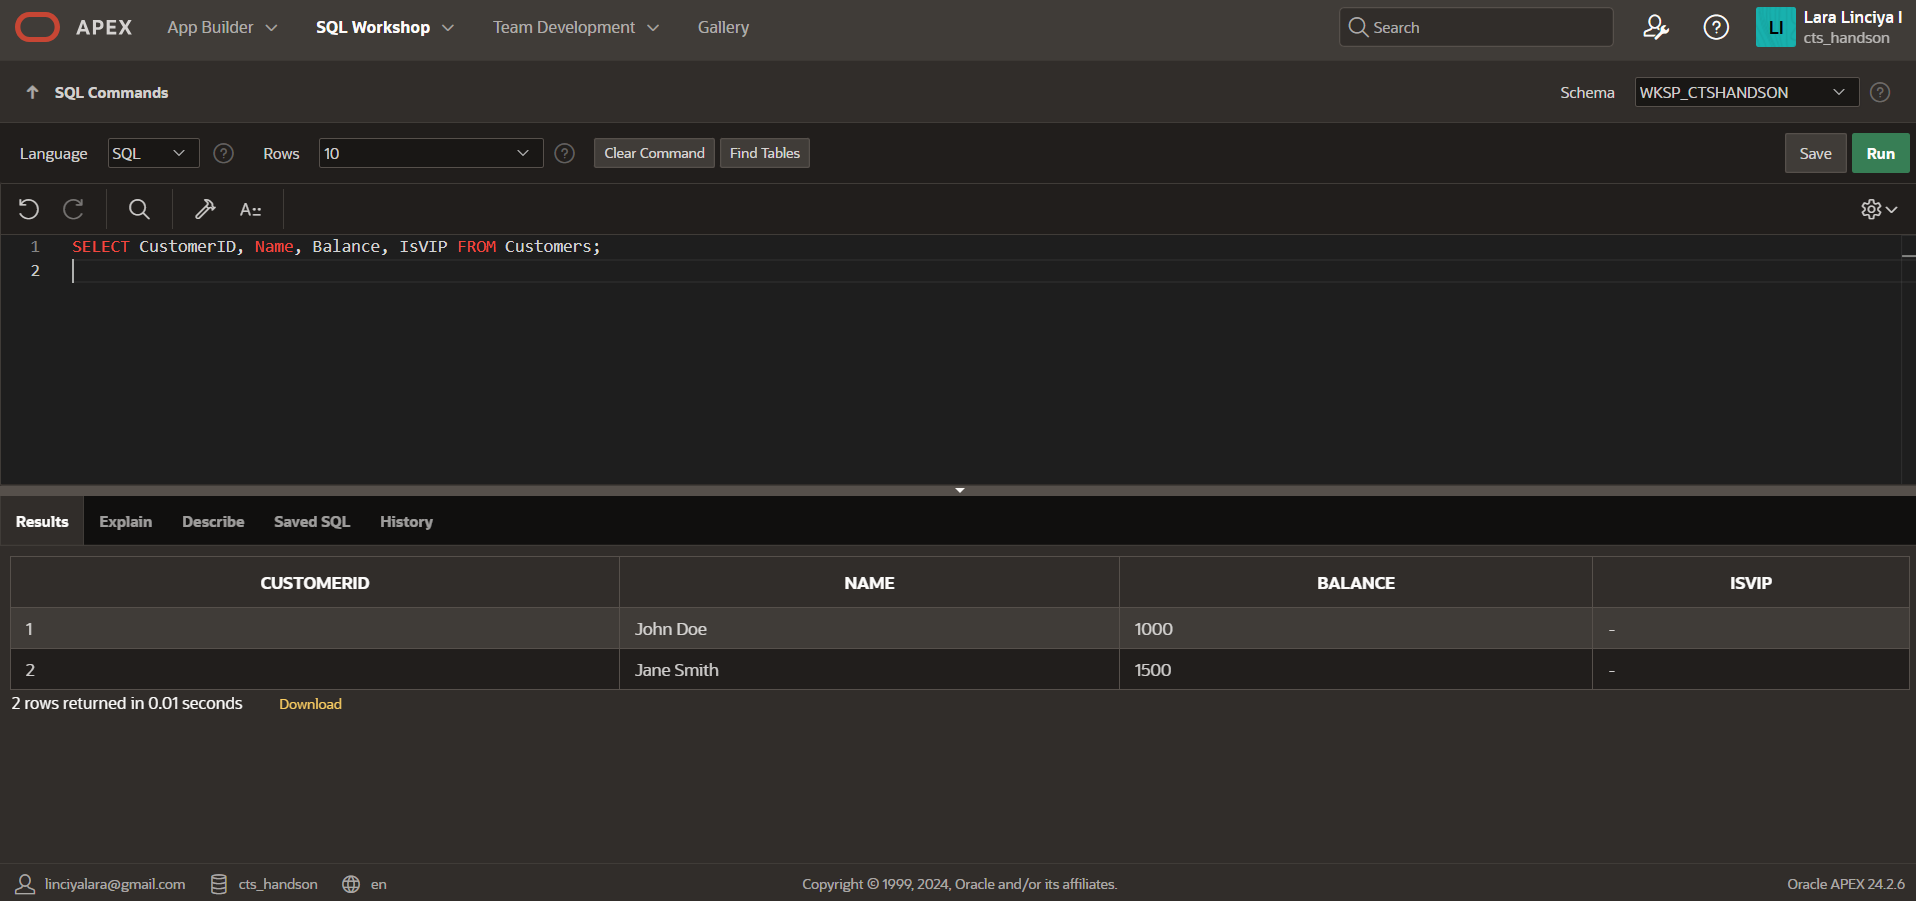 APEX App Builder SQL Workshop Team Development Gallery Search LI Lara Linciya I
cts_handson
SQL Commands Schema WKSP_CTSHANDSON
Language SQL Rows 10 Clear Command Find Tables Save Run
A::
1 SELECT CustomerID, Name, Balance, IsVIP FROM Customers;
2
Results Explain Describe Saved SQL History
CUSTOMERID NAME BALANCE ISVIP
1 John Doe 1000 -
2 Jane Smith 1500 -
2 rows returned in 0.01 seconds Download
linciyalara@gmail.com cts_handson en Copyright © 1999, 2024, Oracle and/or its affiliates. Oracle APEX 24.2.6